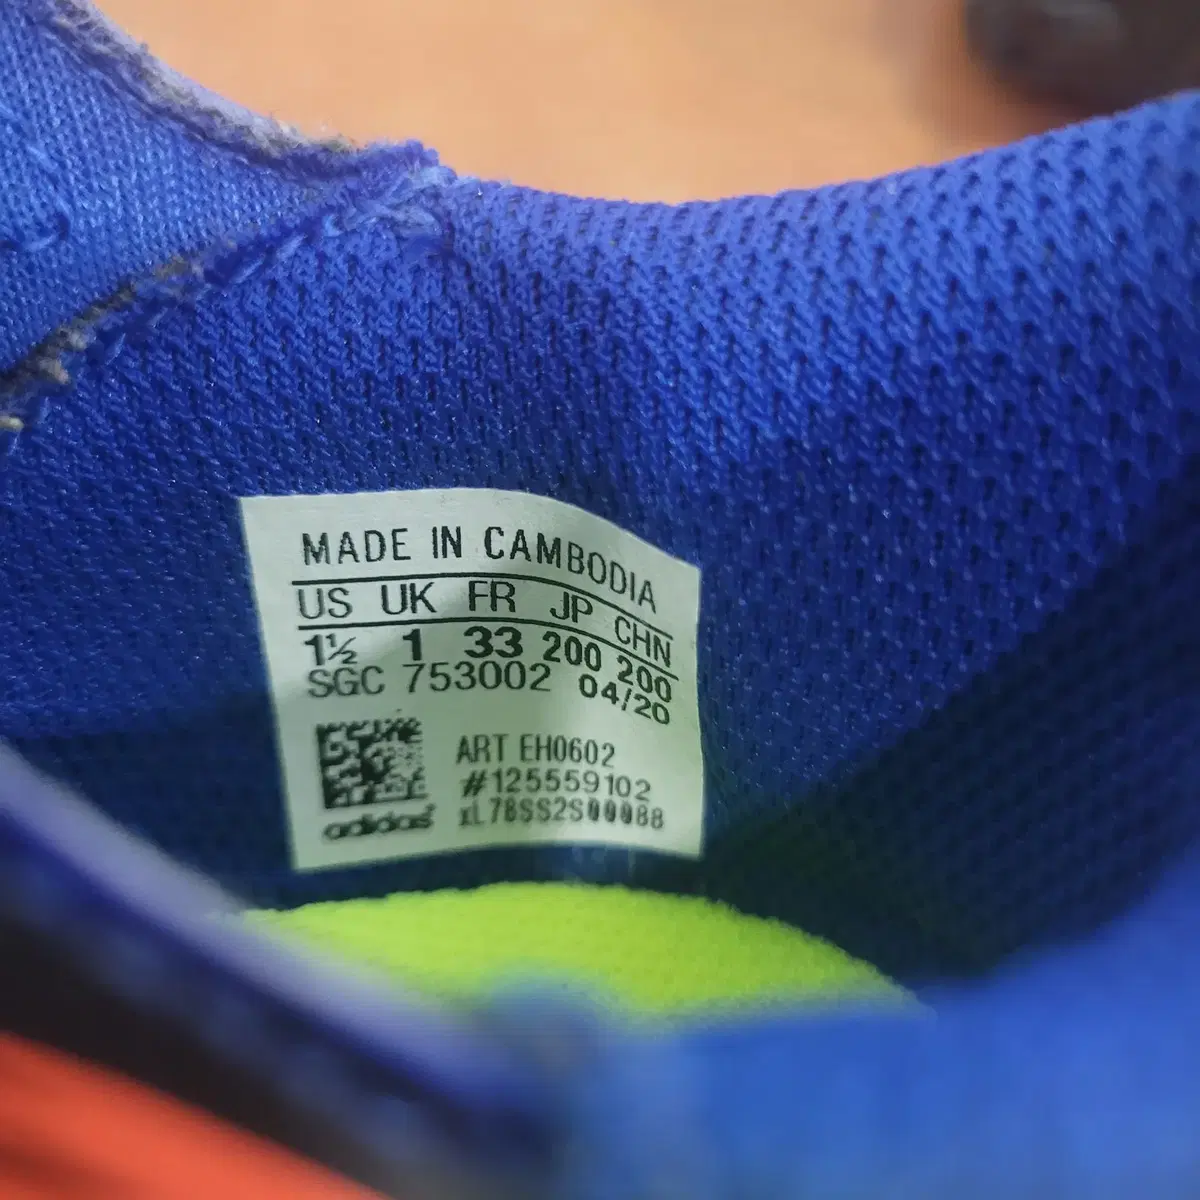 MADE IN CAMBODIA
US UK FR JP CHN
1½ 1 33 200 200
SGC 753002 04/20
ART EH0602
#125559102
xL78SS2S00088
adidas